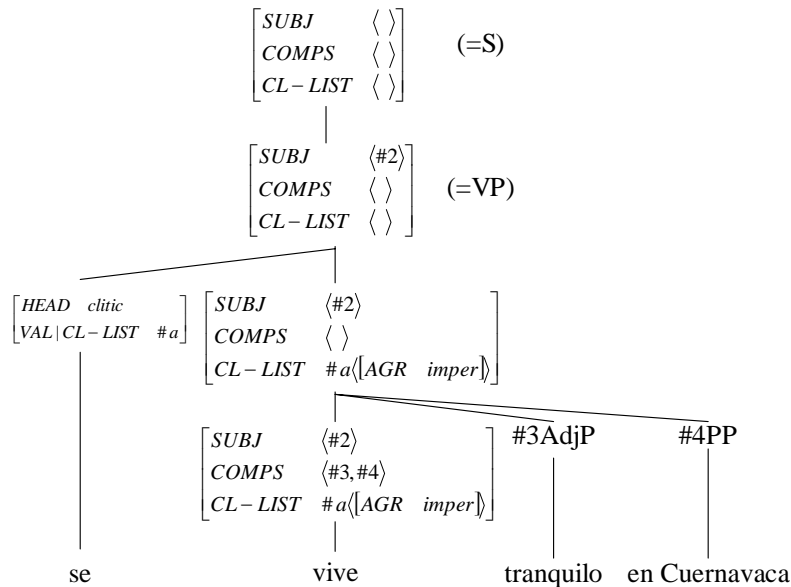 [SUBJ ⟨ ⟩
COMPS ⟨ ⟩ (=S)
CL – LIST ⟨ ⟩]
[SUBJ ⟨#2⟩
COMPS ⟨ ⟩ (=VP)
CL – LIST ⟨ ⟩]
[HEAD clitic
VAL | CL – LIST #a]
[SUBJ ⟨#2⟩
COMPS ⟨ ⟩
CL – LIST #a⟨[AGR imper]⟩]
[SUBJ ⟨#2⟩
COMPS ⟨#3,#4⟩
CL – LIST #a⟨[AGR imper]⟩]
#3AdjP #4PP
se vive tranquilo en Cuernavaca